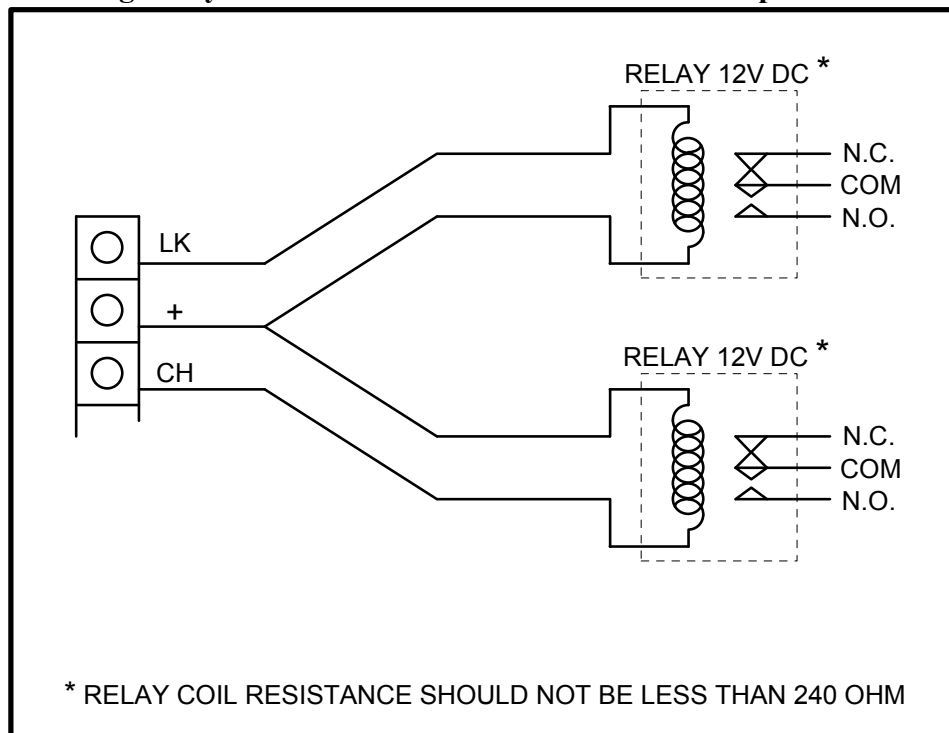 RELAY 12V DC *
N.C.
COM
N.O.
LK
+
CH
RELAY 12V DC *
N.C.
COM
N.O.
* RELAY COIL RESISTANCE SHOULD NOT BE LESS THAN 240 OHM